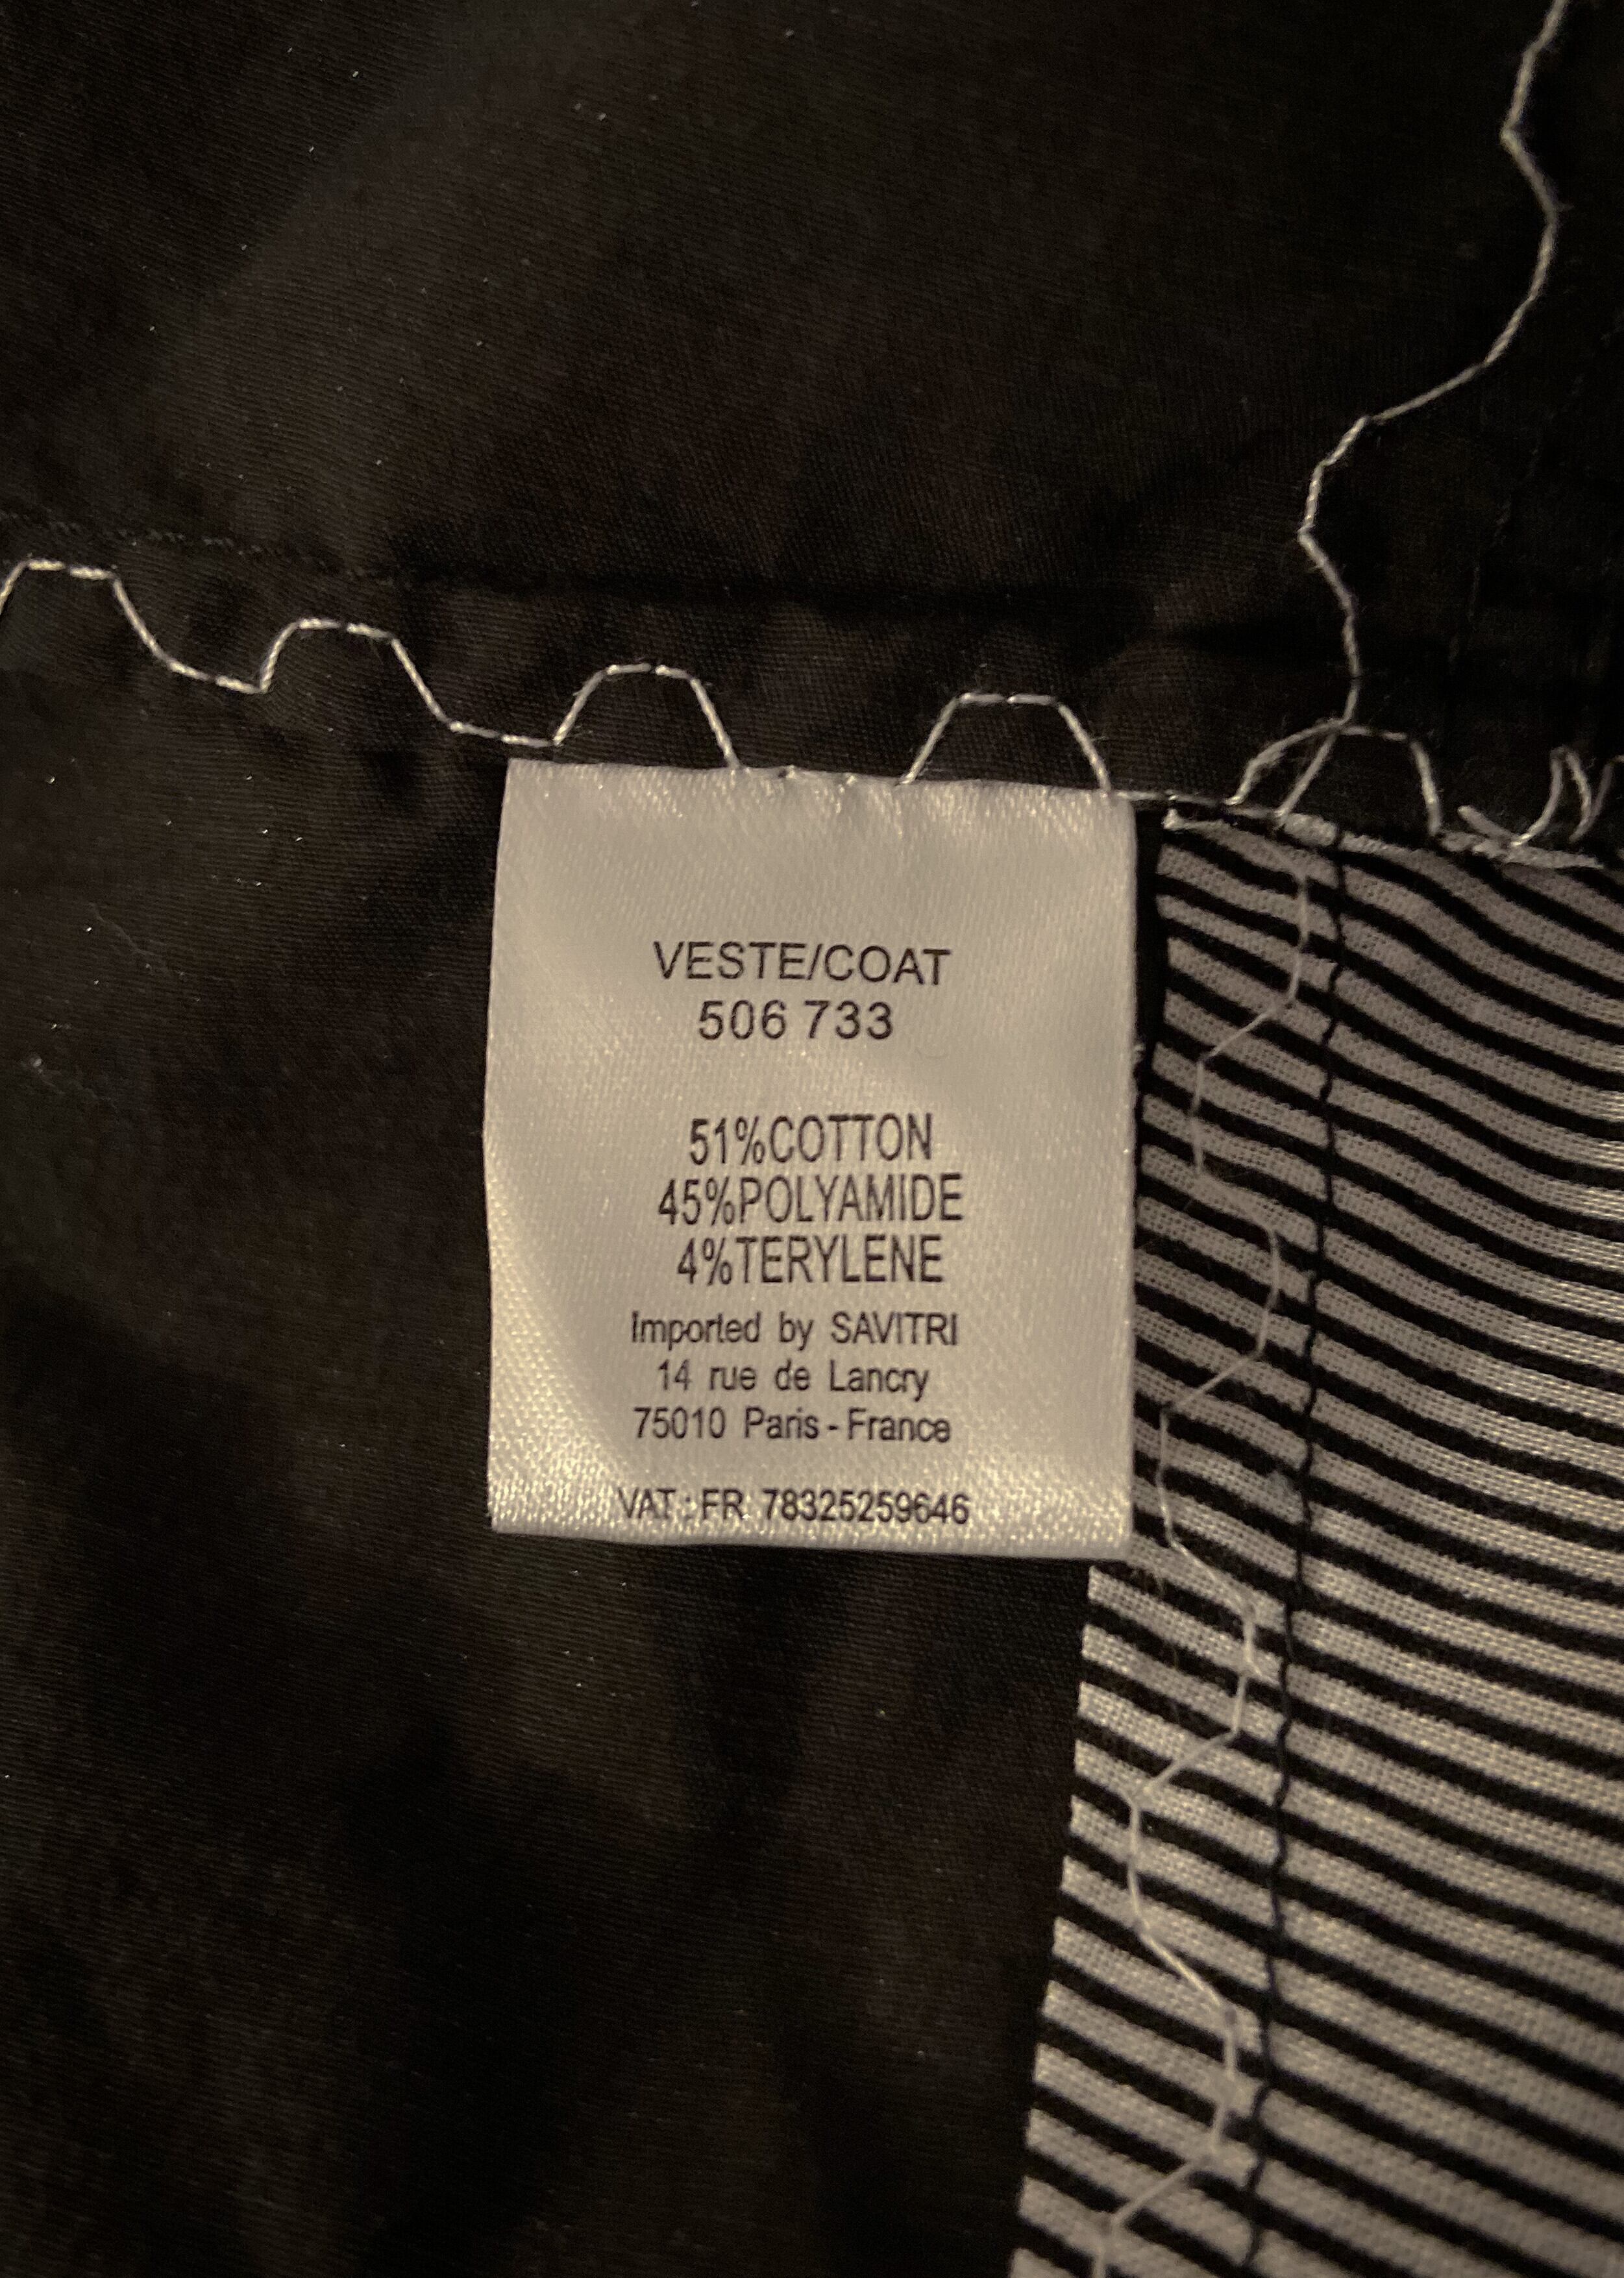 VESTE/COAT
506 733
51%COTTON
45%POLYAMIDE
4%TERYLENE
Imported by SAVITRI
14 rue de Lancry
75010 Paris - France
VAT : FR 78325259646